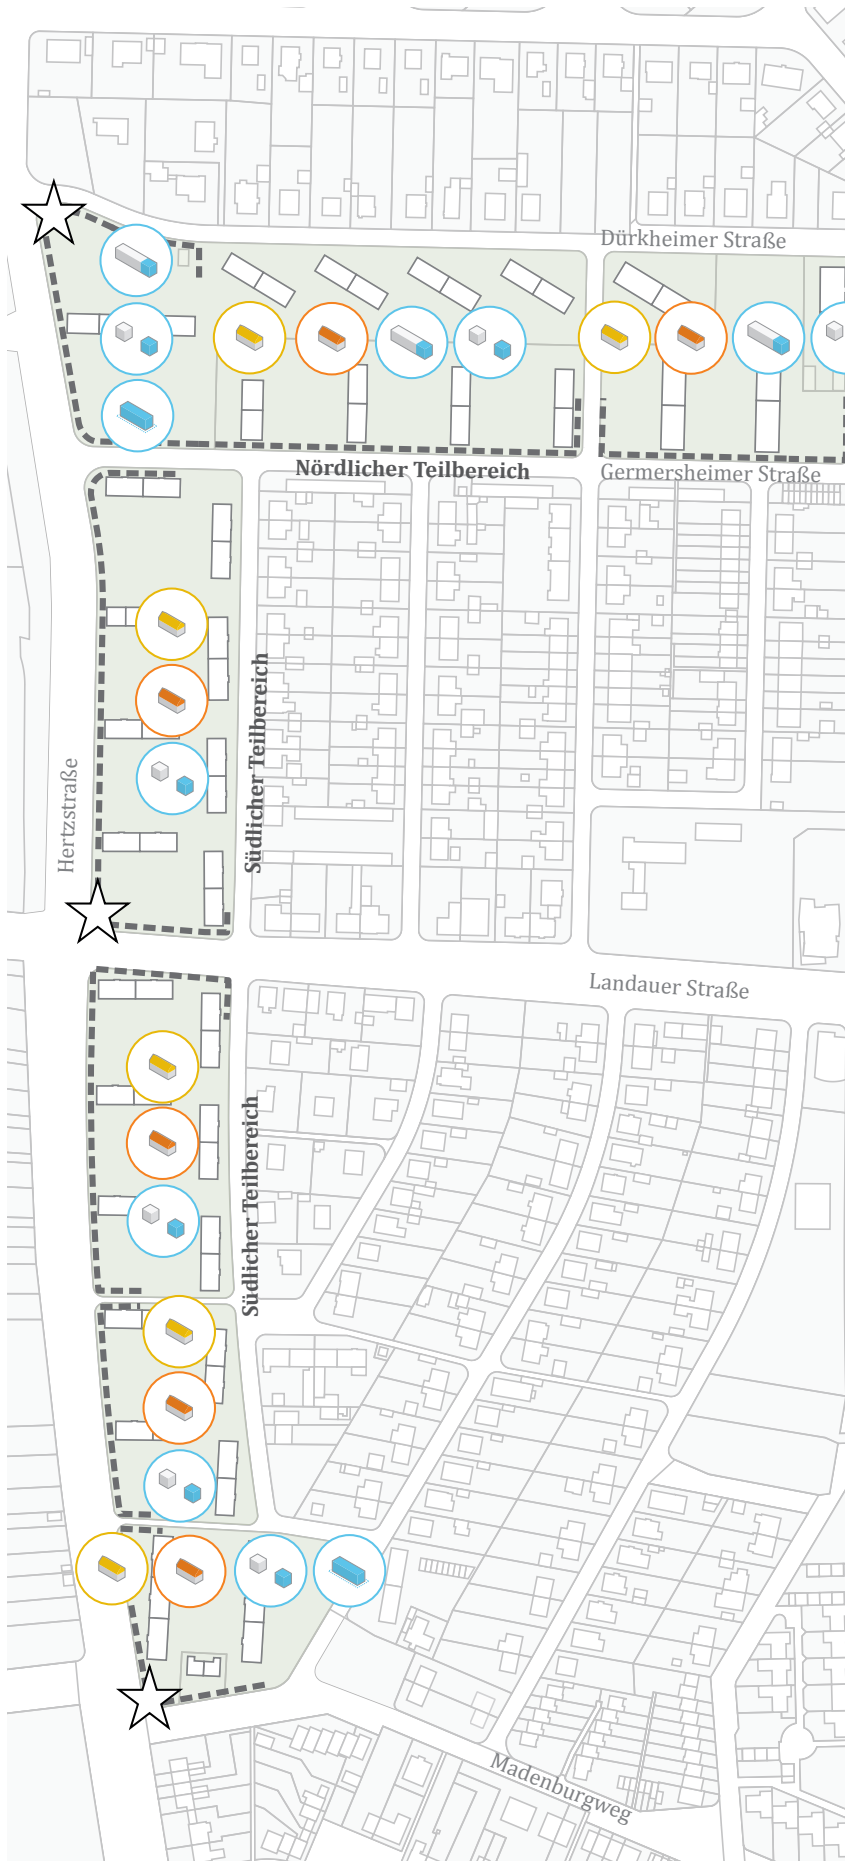 Dürkheimer Straße
Nördlicher Teilbereich
Germersheimer Straße
Südlicher Teilbereich
Hertzstraße
Landauer Straße
Südlicher Teilbereich
Madenburgweg